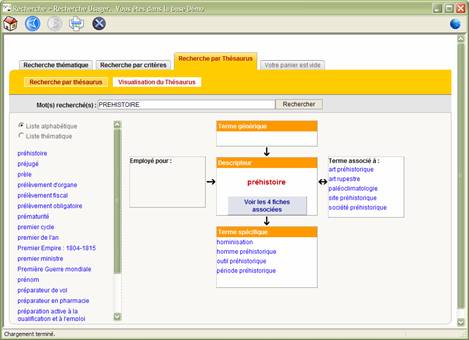 Recherche » Recherche Usager - Vous êtes dans la base Démo
Recherche thématique
Recherche par critères
Recherche par Thésaurus
Votre panier est vide
Recherche par thésaurus
Visualisation du Thésaurus
Mot(s) recherché(s) : PREHISTOIRE
Rechercher
Liste alphabétique
Liste thématique
préhistoire
préjugé
prêle
prélèvement d'organe
prélèvement fiscal
prélèvement obligatoire
prématurité
premier cycle
premier de l'an
Premier Empire : 1804-1815
premier ministre
Première Guerre mondiale
prénom
préparateur de vol
préparateur en pharmacie
préparation active à la
qualification et à l'emploi
Terme générique
Employé pour :
Descripteur
préhistoire
Voir les 4 fiches
associées
Terme associé à :
art préhistorique
art rupestre
paléoclimatologie
site préhistorique
société préhistorique
Terme spécifique
hominisation
homme préhistorique
outil préhistorique
période préhistorique
Chargement terminé.